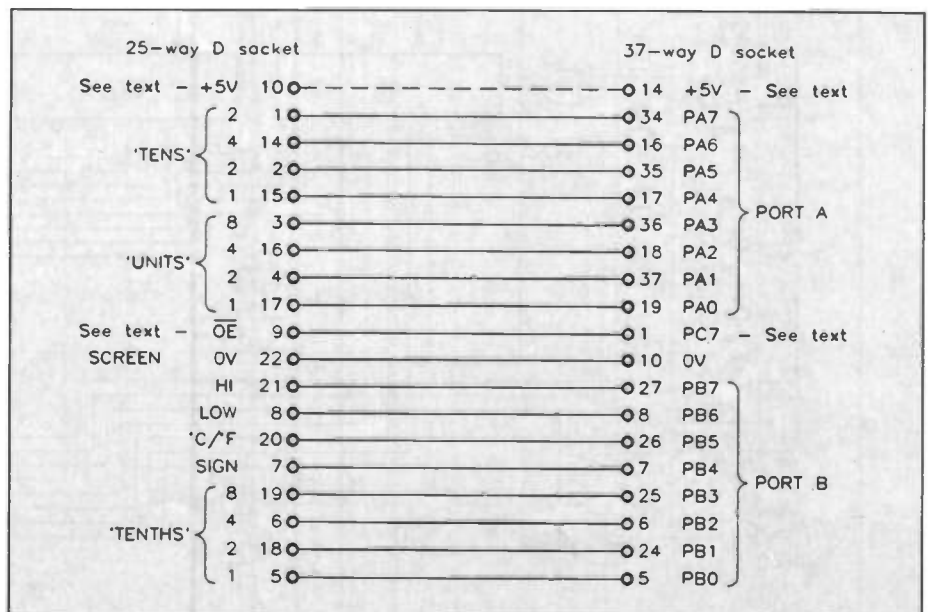 25-way D socket 37-way D socket
See text - +5V 10 14 +5V - See text
2 1 34 PA7
4 14 16 PA6
'TENS'
2 2 35 PA5
1 15 17 PA4
PORT A
8 3 36 PA3
4 16 18 PA2
'UNITS'
2 4 37 PA1
1 17 19 PA0
See text - OE 9 1 PC7 - See text
SCREEN 0V 22 10 0V
HI 21 27 PB7
LOW 8 8 PB6
°C/°F 20 26 PB5
SIGN 7 7 PB4
PORT B
8 19 25 PB3
4 6 6 PB2
'TENTHS'
2 18 24 PB1
1 5 5 PB0